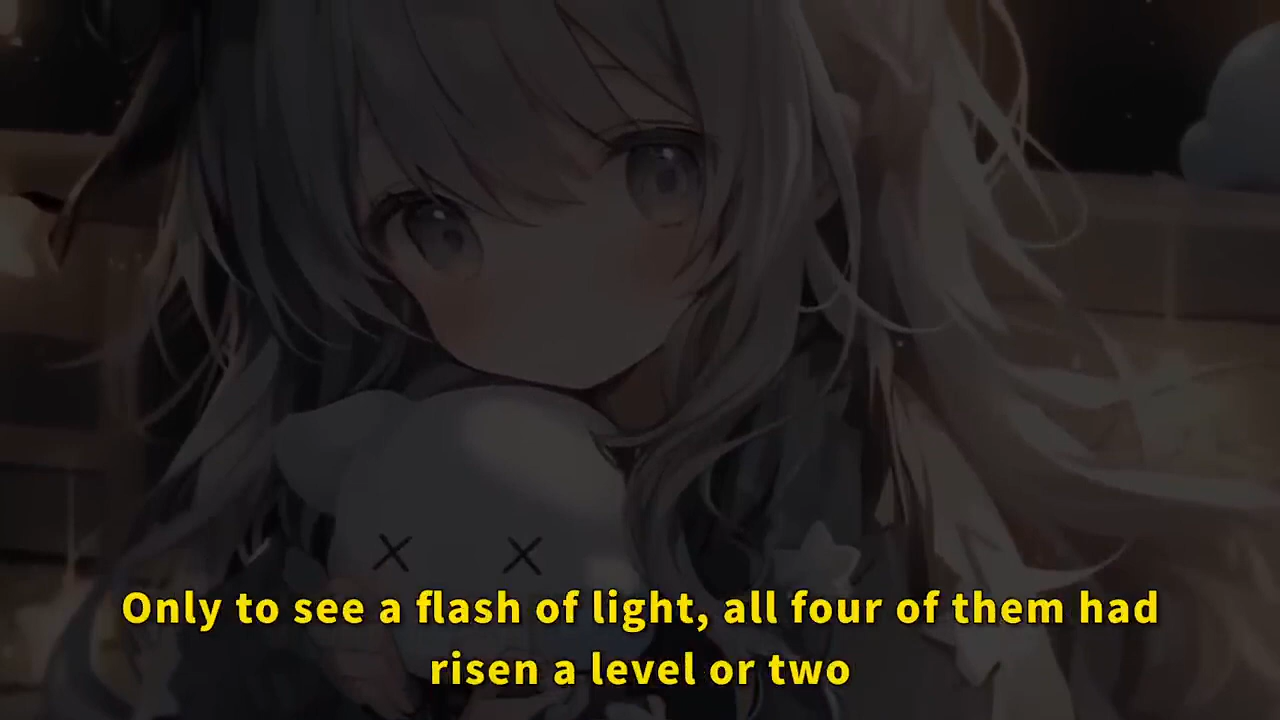 Only to see a flash of light, all four of them had
risen a level or two